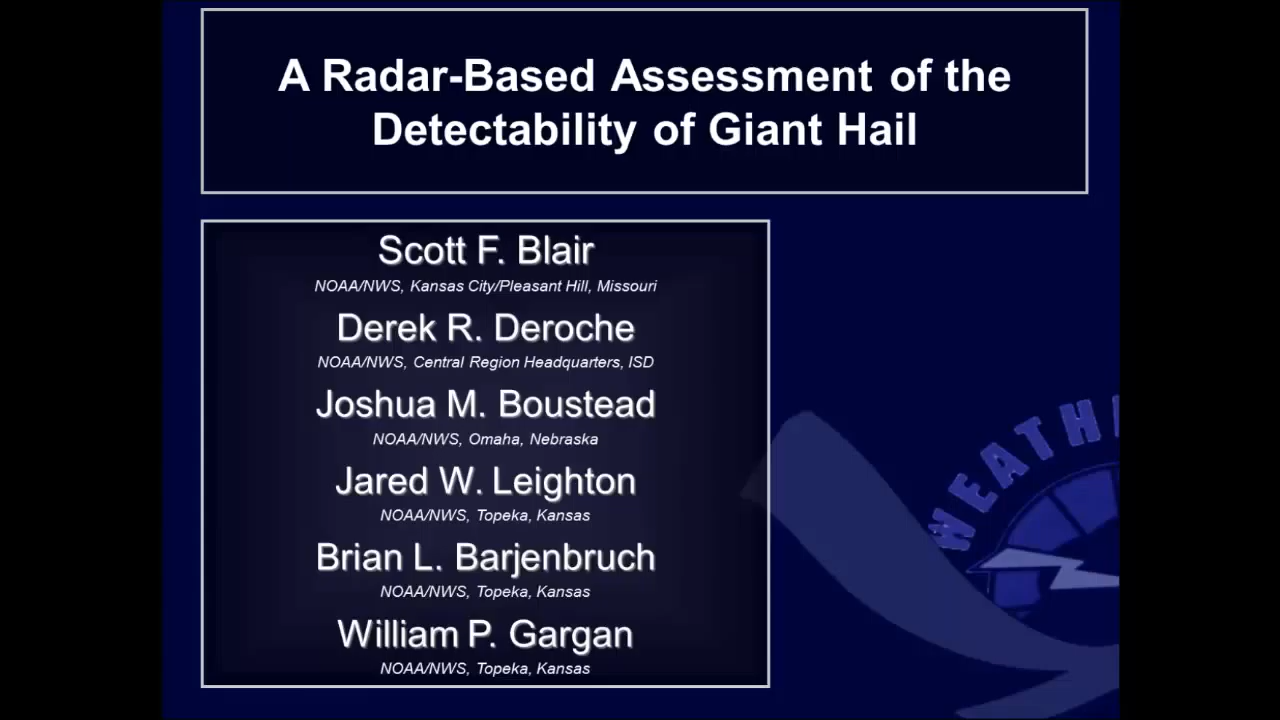 A Radar-Based Assessment of the
Detectability of Giant Hail
Scott F. Blair
NOAA/NWS, Kansas City/Pleasant Hill, Missouri
Derek R. Deroche
NOAA/NWS, Central Region Headquarters, ISD
Joshua M. Boustead
NOAA/NWS, Omaha, Nebraska
Jared W. Leighton
NOAA/NWS, Topeka, Kansas
Brian L. Barjenbruch
NOAA/NWS, Topeka, Kansas
William P. Gargan
NOAA/NWS, Topeka, Kansas
WEATH